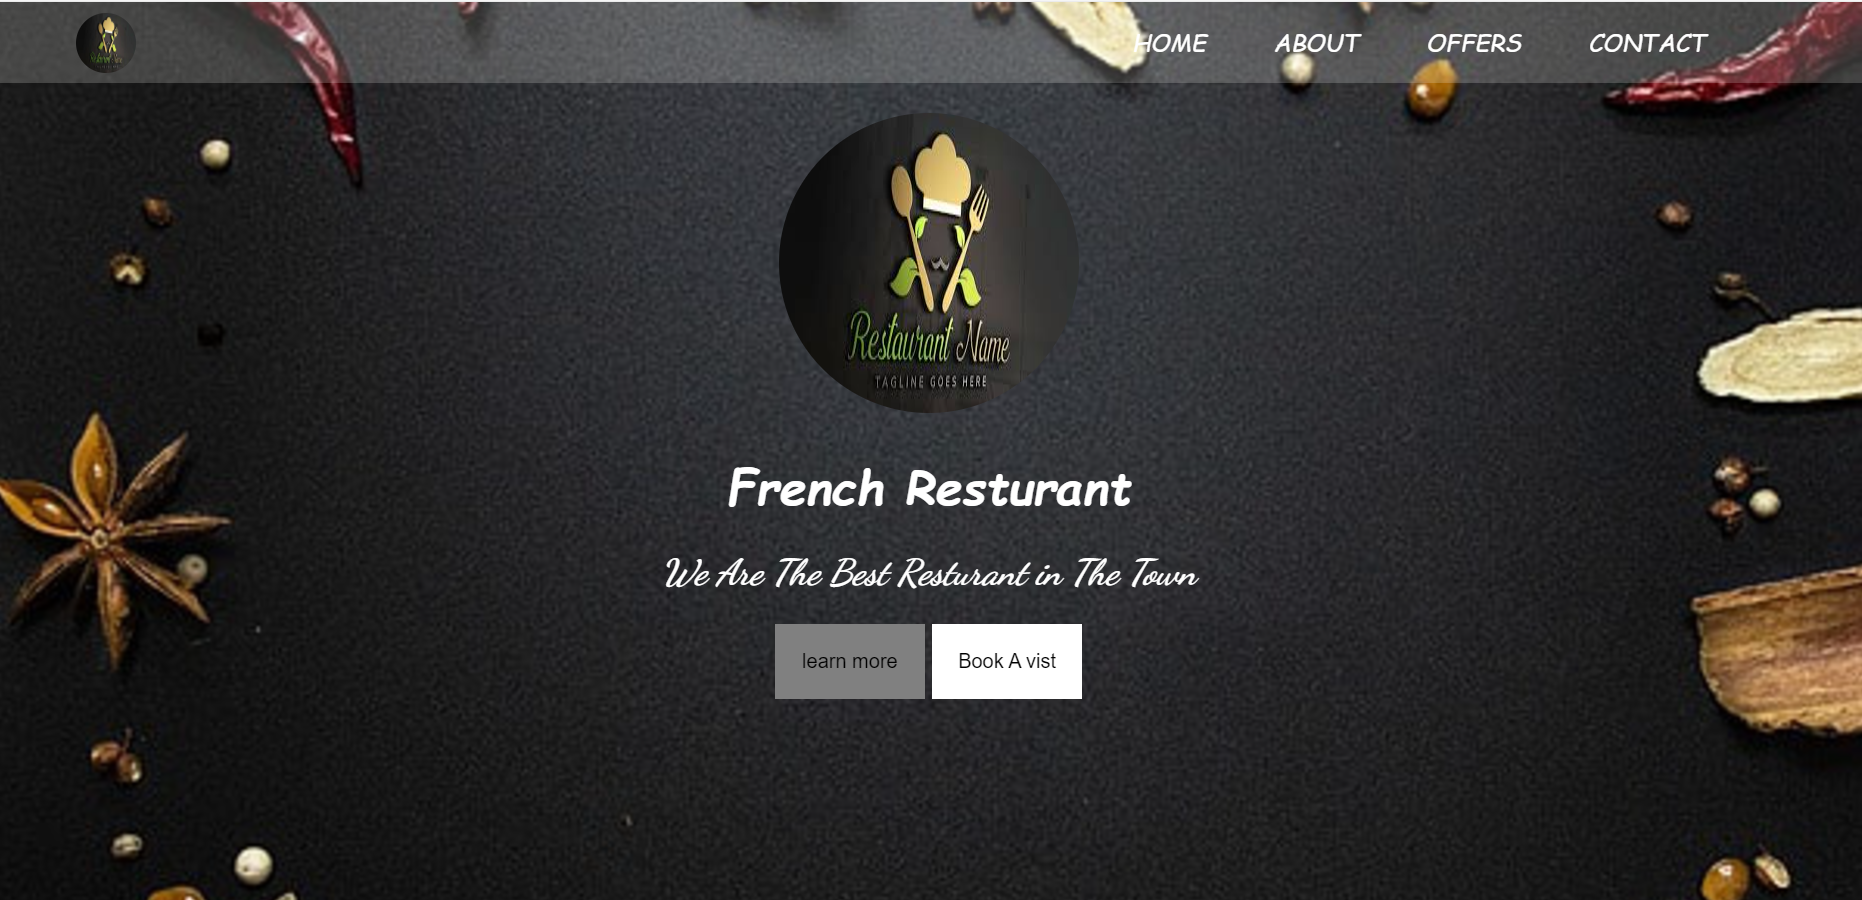 HOME ABOUT OFFERS CONTACT
Restaurant Name
TAGLINE GOES HERE
French Resturant
We Are The Best Resturant in The Town
learn more Book A vist